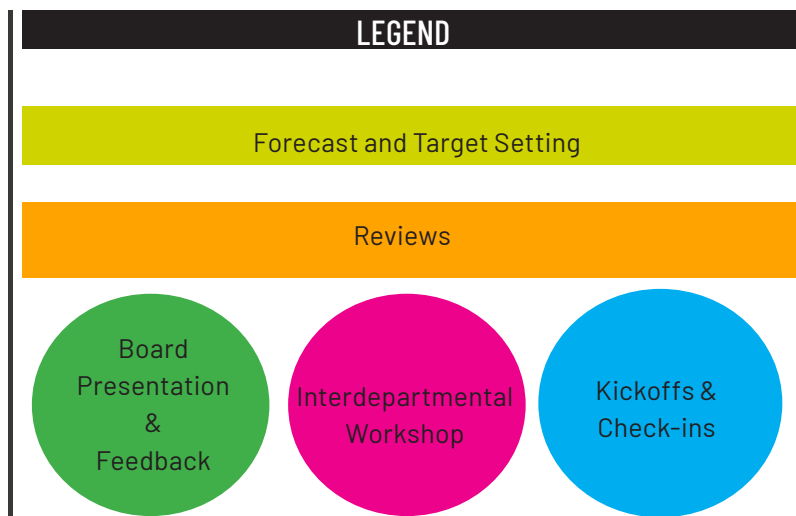 LEGEND
Forecast and Target Setting
Reviews
Board
Presentation
&
Feedback
Interdepartmental
Workshop
Kickoffs &
Check-ins